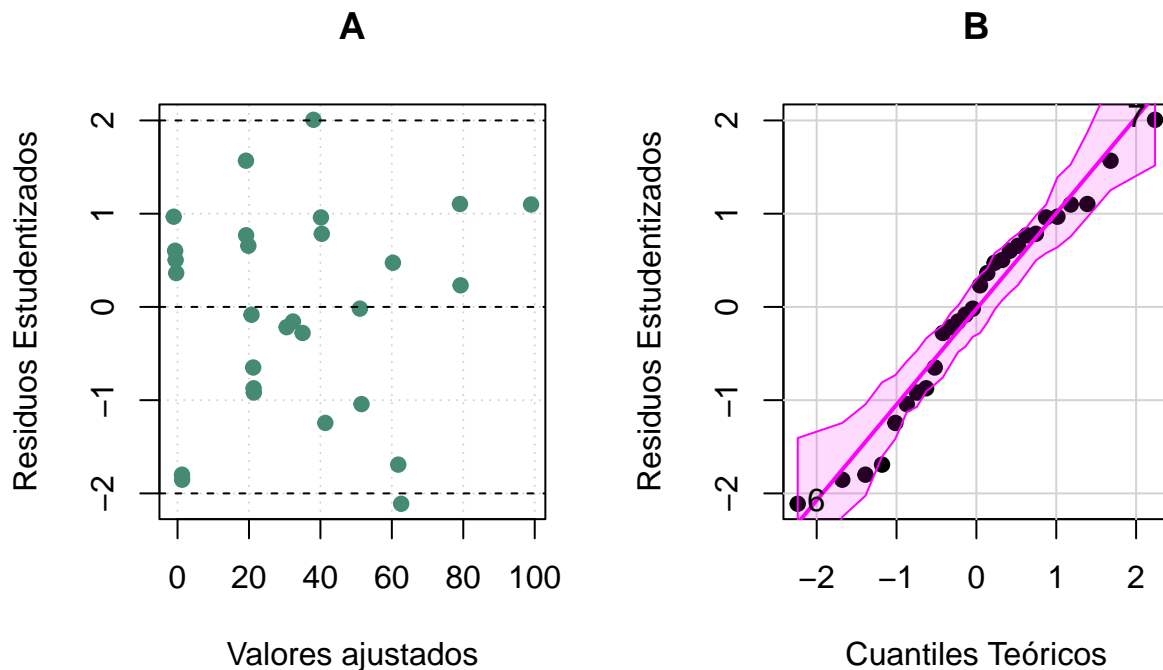 A
Residuos Estudentizados
2
1
0
−1
−2
0 20 40 60 80 100
Valores ajustados
B
Residuos Estudentizados
2
1
0
−1
−2
7
6
−2 −1 0 1 2
Cuantiles Teóricos